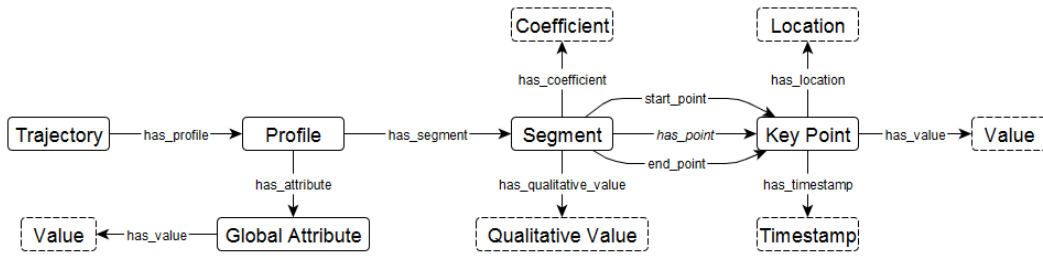 Coefficient
Location
has_coefficient
has_location
start_point
Trajectory
has_profile
Profile
has_segment
Segment
has_point
Key Point
has_value
Value
end_point
has_attribute
has_qualitative_value
has_timestamp
Value
has_value
Global Attribute
Qualitative Value
Timestamp